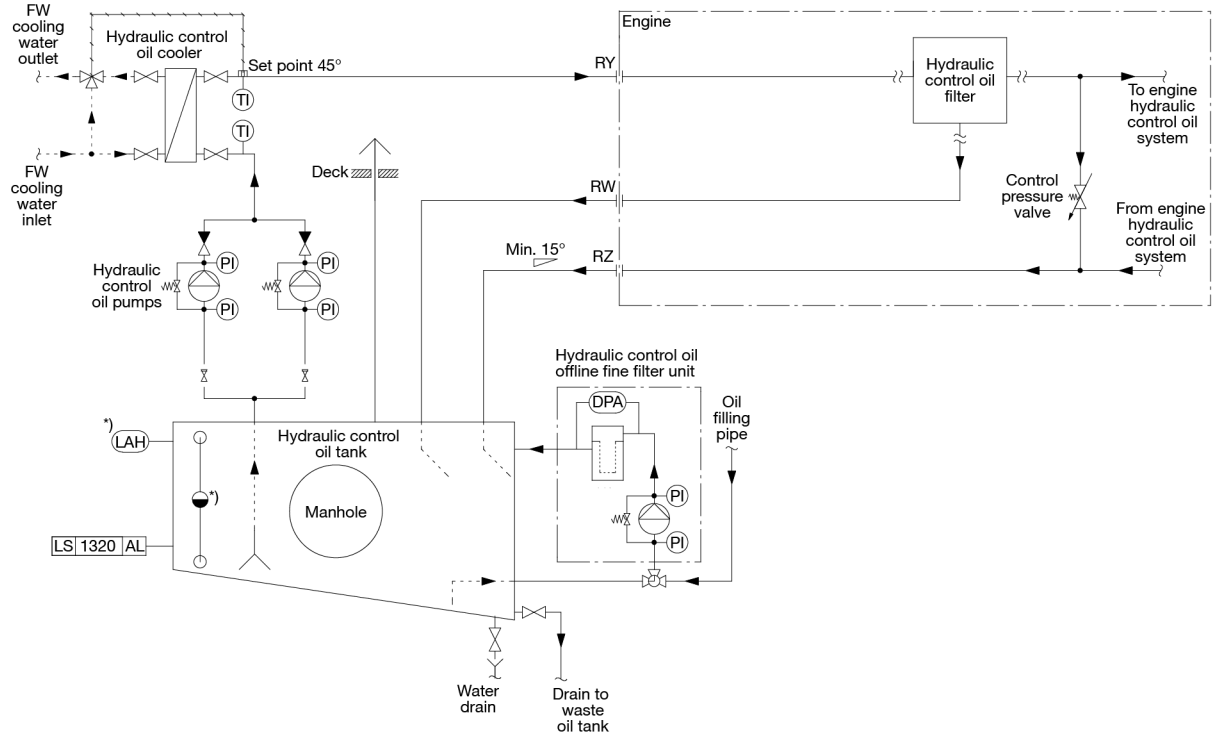 FW
cooling
water
outlet
Hydraulic control
oil cooler
Set point 45°
TI
TI
FW
cooling
water
inlet
Engine
RY
Hydraulic
control oil
filter
To engine
hydraulic
control oil
system
Deck
RW
Control
pressure
valve
From engine
hydraulic
control oil
system
Min. 15°
RZ
Hydraulic
control
oil pumps
PI
PI
PI
PI
Hydraulic control oil
offline fine filter unit
DPA
Oil
filling
pipe
*)
LAH
Hydraulic control
oil tank
*)
Manhole
PI
PI
LS 1320 AL
Water
drain
Drain to
waste
oil tank